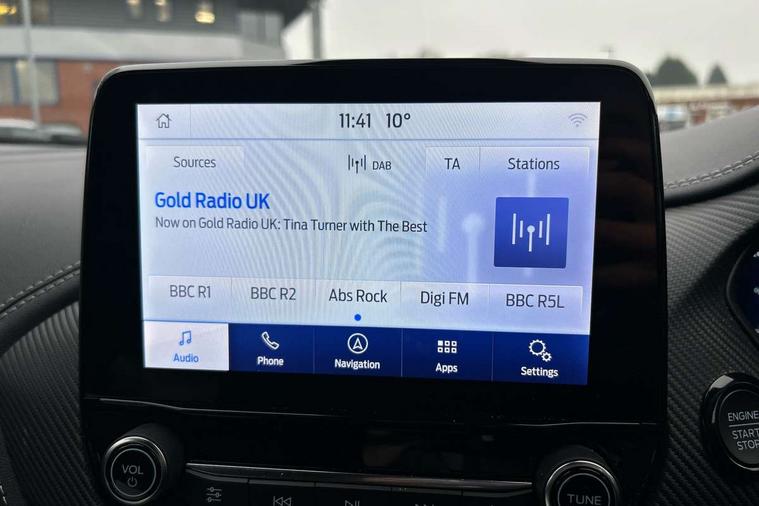 11:41 10°
Sources DAB TA Stations
Gold Radio UK
Now on Gold Radio UK: Tina Turner with The Best
BBC R1 BBC R2 Abs Rock Digi FM BBC R5L
Audio Phone Navigation Apps Settings
VOL
TUNE
ENGINE
START
STOP